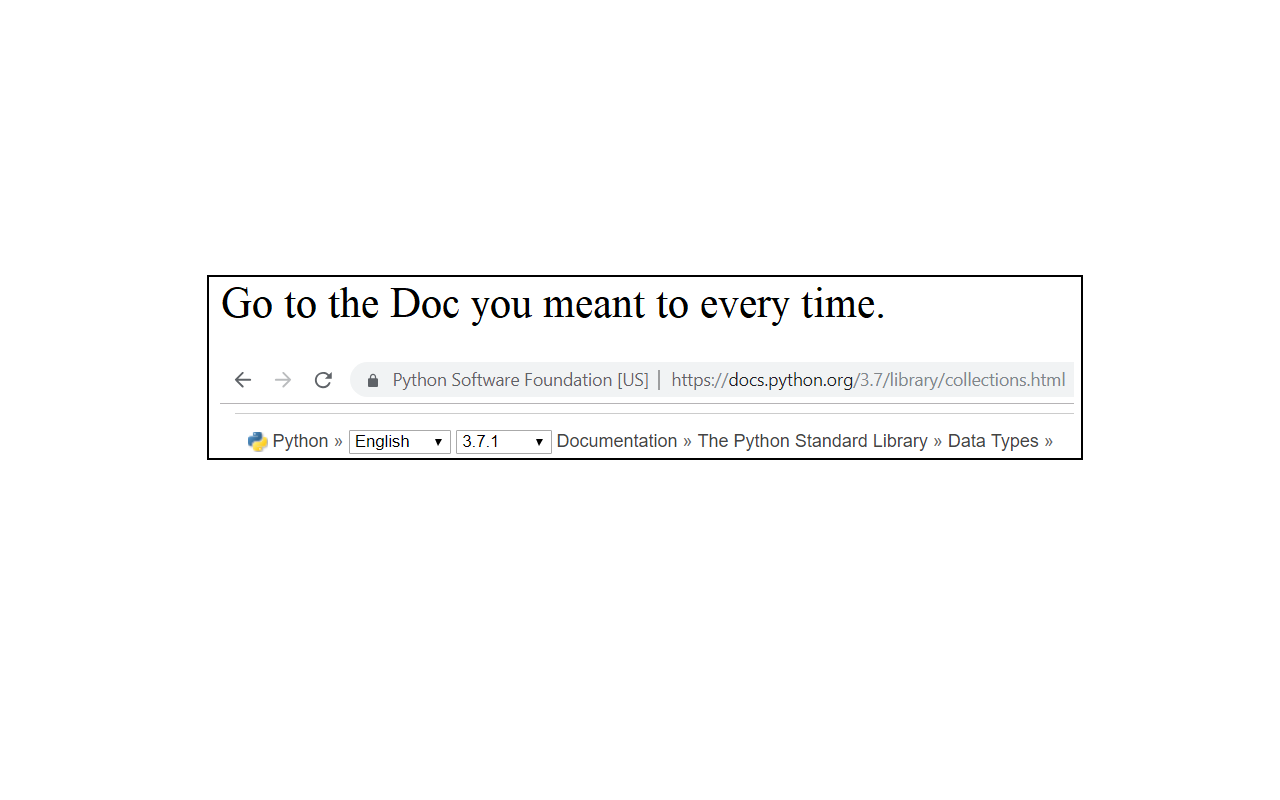 Go to the Doc you meant to every time.
Python Software Foundation [US] | https://docs.python.org/3.7/library/collections.html
Python » English 3.7.1 Documentation » The Python Standard Library » Data Types »